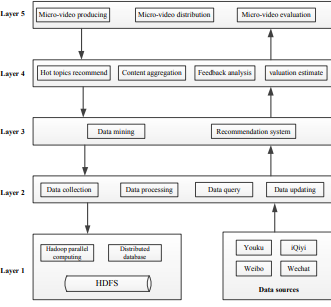 Layer 5
Micro-video producing Micro-video distribution Micro-video evaluation
Layer 4
Hot topics recommend Content aggregation Feedback analysis valuation estimate
Layer 3
Data mining Recommendation system
Layer 2
Data collection Data processing Data query Data updating
Layer 1
Hadoop parallel
computing
Distributed
database
HDFS
Youku iQiyi
Weibo Wechat
Data sources